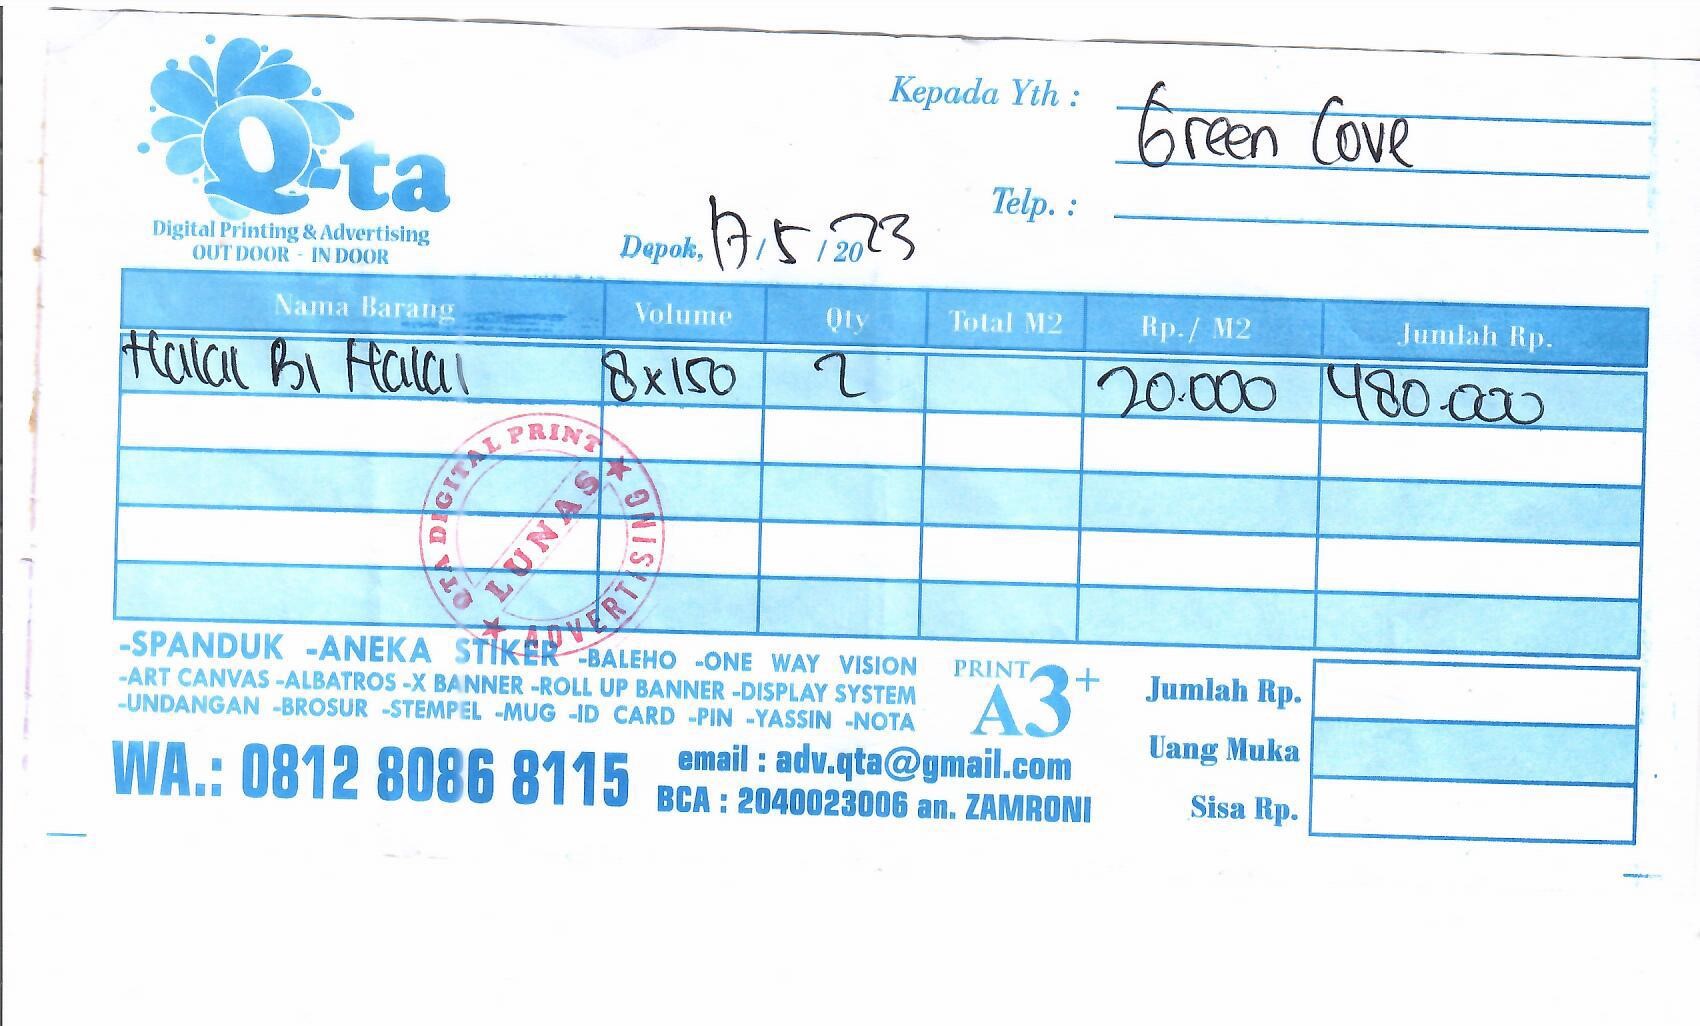 Q-ta
Digital Printing & Advertising
OUTDOOR - INDOOR
Kepada Yth : Green Cove
Telp. :
Depok, 17/5/2023
Nama Barang Volume Qty Total M2 Rp./ M2 Jumlah Rp.
Halal Bi Halal 8x150 2 20.000 480.000
QTA DIGITAL PRINT
LUNAS
ADVERTISING
-SPANDUK -ANEKA STIKER -BALEHO -ONE WAY VISION
-ART CANVAS -ALBATROS -X BANNER -ROLL UP BANNER -DISPLAY SYSTEM
-UNDANGAN -BROSUR -STEMPEL -MUG -ID CARD -PIN -YASSIN -NOTA
PRINT
A3+
WA.: 0812 8086 8115
email : adv.qta@gmail.com
BCA : 2040023006 an. ZAMRONI
Jumlah Rp.
Uang Muka
Sisa Rp.